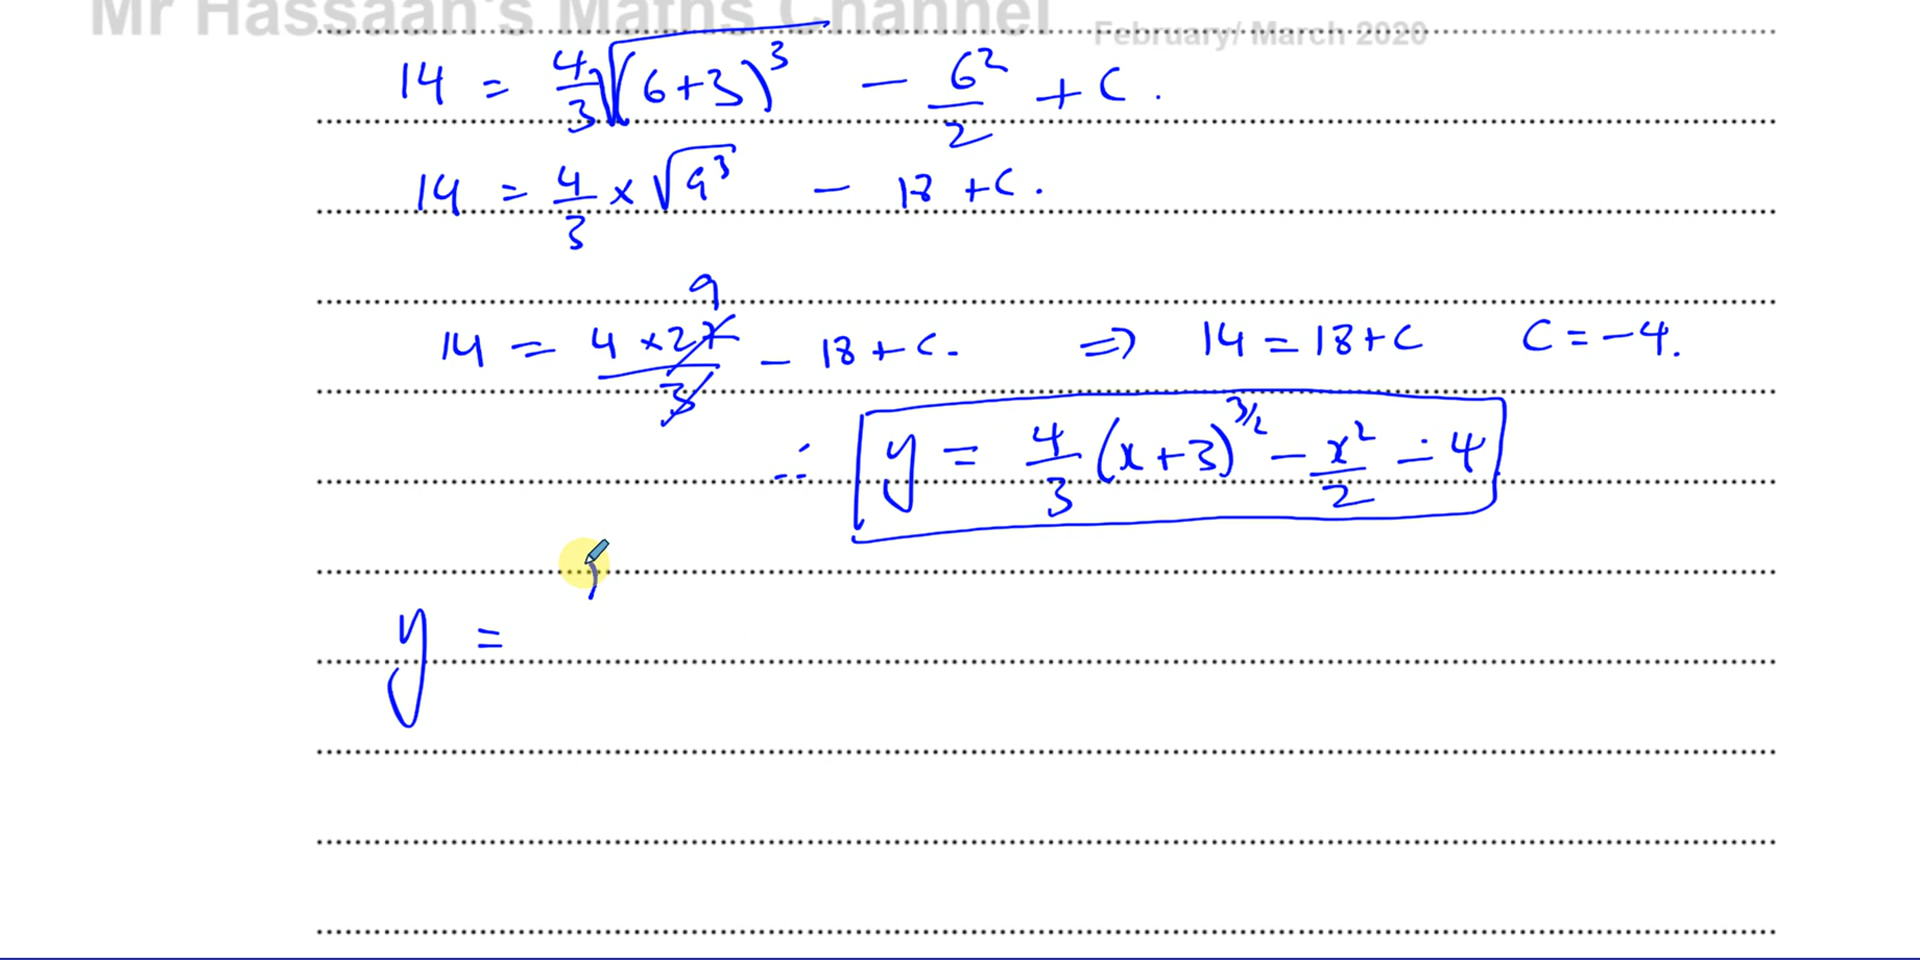 Mr Hassaan's Maths Channel
February/ March 2020
14 = 4/3 √(6+3)³ − 6²/2 + C .
14 = 4/3 × √9³ − 18 + C .
9
14 = 4 × 27/3 − 18 + C . ⇒ 14 = 18 + C C = −4.
∴ y = 4/3 (x+3)^3/2 − x²/2 − 4
y =